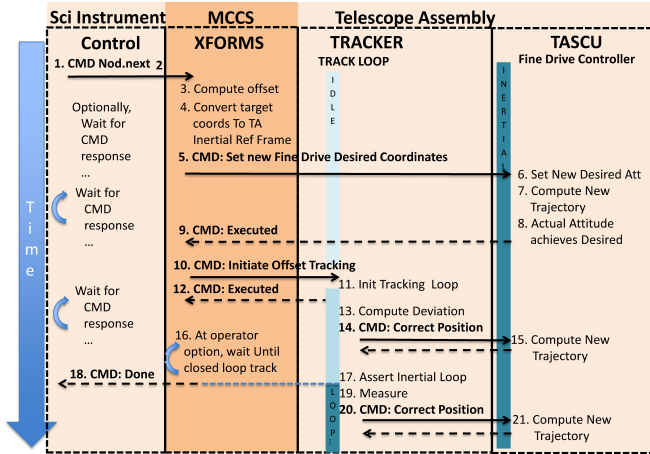 Sci Instrument
MCCS
Telescope Assembly
Control
XFORMS
TRACKER
TASCU
TRACK LOOP
Fine Drive Controller
Time
1. CMD Nod.next 2
3. Compute offset
4. Convert target
coords To TA
Inertial Ref Frame
IDLE
INERTIAL
Optionally,
Wait for
CMD
response
...
5. CMD: Set new Fine Drive Desired Coordinates
6. Set New Desired Att
7. Compute New
Trajectory
8. Actual Attitude
achieves Desired
Wait for
CMD
response
...
9. CMD: Executed
10. CMD: Initiate Offset Tracking
11. Init Tracking Loop
12. CMD: Executed
Wait for
CMD
response
...
13. Compute Deviation
14. CMD: Correct Position
15. Compute New
Trajectory
16. At operator
option, wait Until
closed loop track
17. Assert Inertial Loop
18. CMD: Done
19. Measure
20. CMD: Correct Position
LOOP
21. Compute New
Trajectory